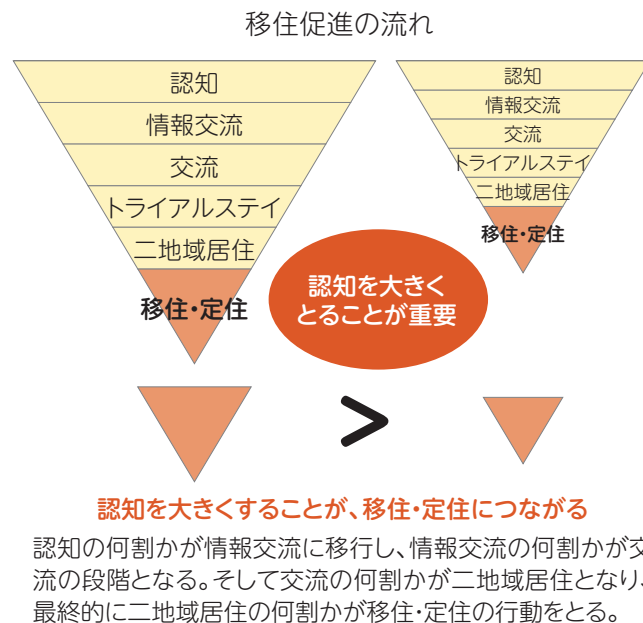 移住促進の流れ
認知
情報交流
交流
トライアルステイ
二地域居住
移住・定住
認知
情報交流
交流
トライアルステイ
二地域居住
移住・定住
認知を大きく
とることが重要
>
認知を大きくすることが、移住・定住につながる
認知の何割かが情報交流に移行し、情報交流の何割かが交
流の段階となる。そして交流の何割かが二地域居住となり、
最終的に二地域居住の何割かが移住・定住の行動をとる。